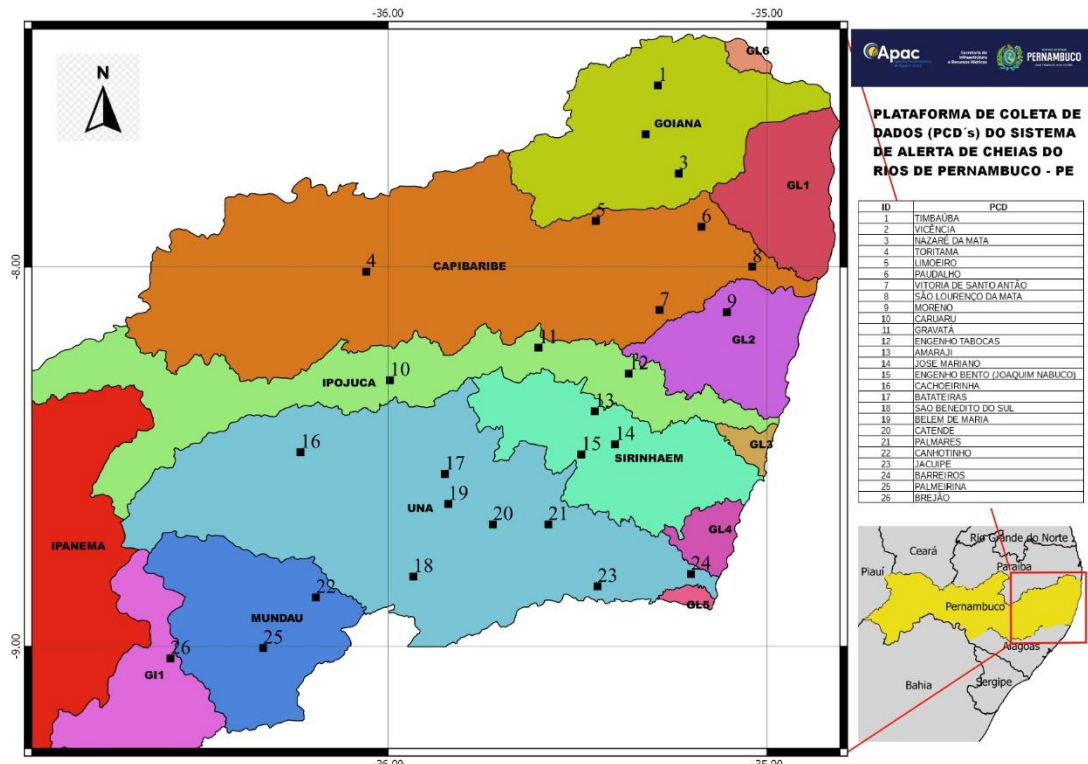 -36.00
-35.00
N
GL6
1
GOIANA
3
GL1
5
6
-8.00
4
CAPIBARIBE
8
7
9
GL2
11
12
10
IPOJUCA
13
14
15
16
SIRINHAEM
GL3
17
19
UNA
20
21
GL4
IPANEMA
18
24
23
22
GL5
MUNDAU
25
-9.00
26
GI1
-36.00
-35.00
Apac
Secretaria de
Infraestrutura
e Recursos Hídricos
PERNAMBUCO
PLATAFORMA DE COLETA DE
DADOS (PCD´s) DO SISTEMA
DE ALERTA DE CHEIAS DO
RIOS DE PERNAMBUCO - PE
ID PCD
1 TIMBAÚBA
2 VICÊNCIA
3 NAZARÉ DA MATA
4 TORITAMA
5 LIMOEIRO
6 PAUDALHO
7 VITORIA DE SANTO ANTÃO
8 SÃO LOURENÇO DA MATA
9 MORENO
10 CARUARU
11 GRAVATÁ
12 ENGENHO TABOCAS
13 AMARAJI
14 JOSE MARIANO
15 ENGENHO BENTO (JOAQUIM NABUCO)
16 CACHOEIRINHA
17 BATATEIRAS
18 SAO BENEDITO DO SUL
19 BELEM DE MARIA
20 CATENDE
21 PALMARES
22 CANHOTINHO
23 JACUIPE
24 BARREIROS
25 PALMEIRINA
26 BREJÃO
Rio Grande do Norte
Ceará
Paraíba
Piauí
Pernambuco
Alagoas
Sergipe
Bahia